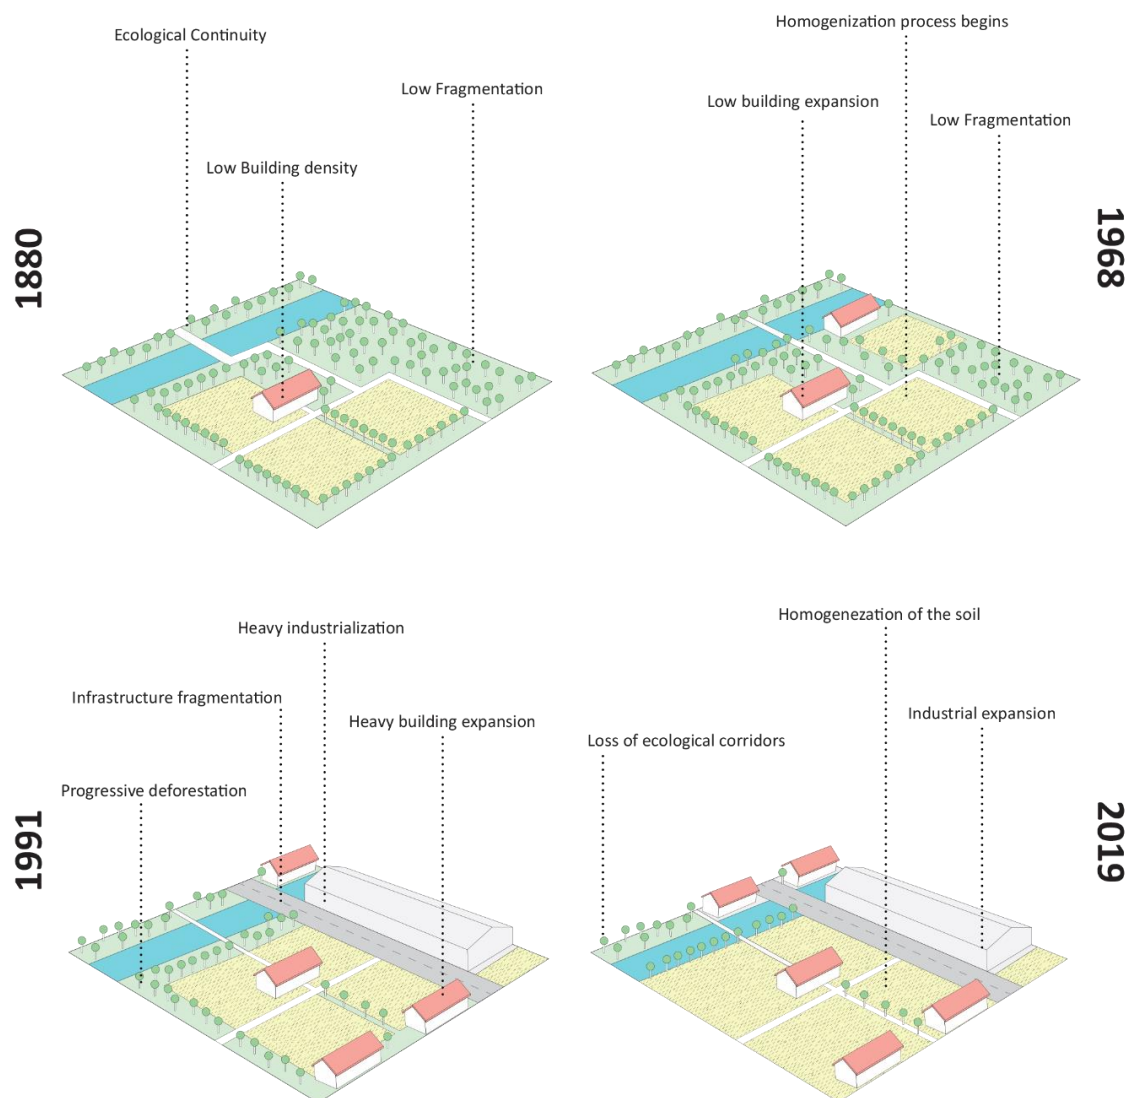 1880
Ecological Continuity
Low Fragmentation
Low Building density
1968
Homogenization process begins
Low building expansion
Low Fragmentation
1991
Heavy industrialization
Infrastructure fragmentation
Heavy building expansion
Progressive deforestation
2019
Homogenezation of the soil
Industrial expansion
Loss of ecological corridors